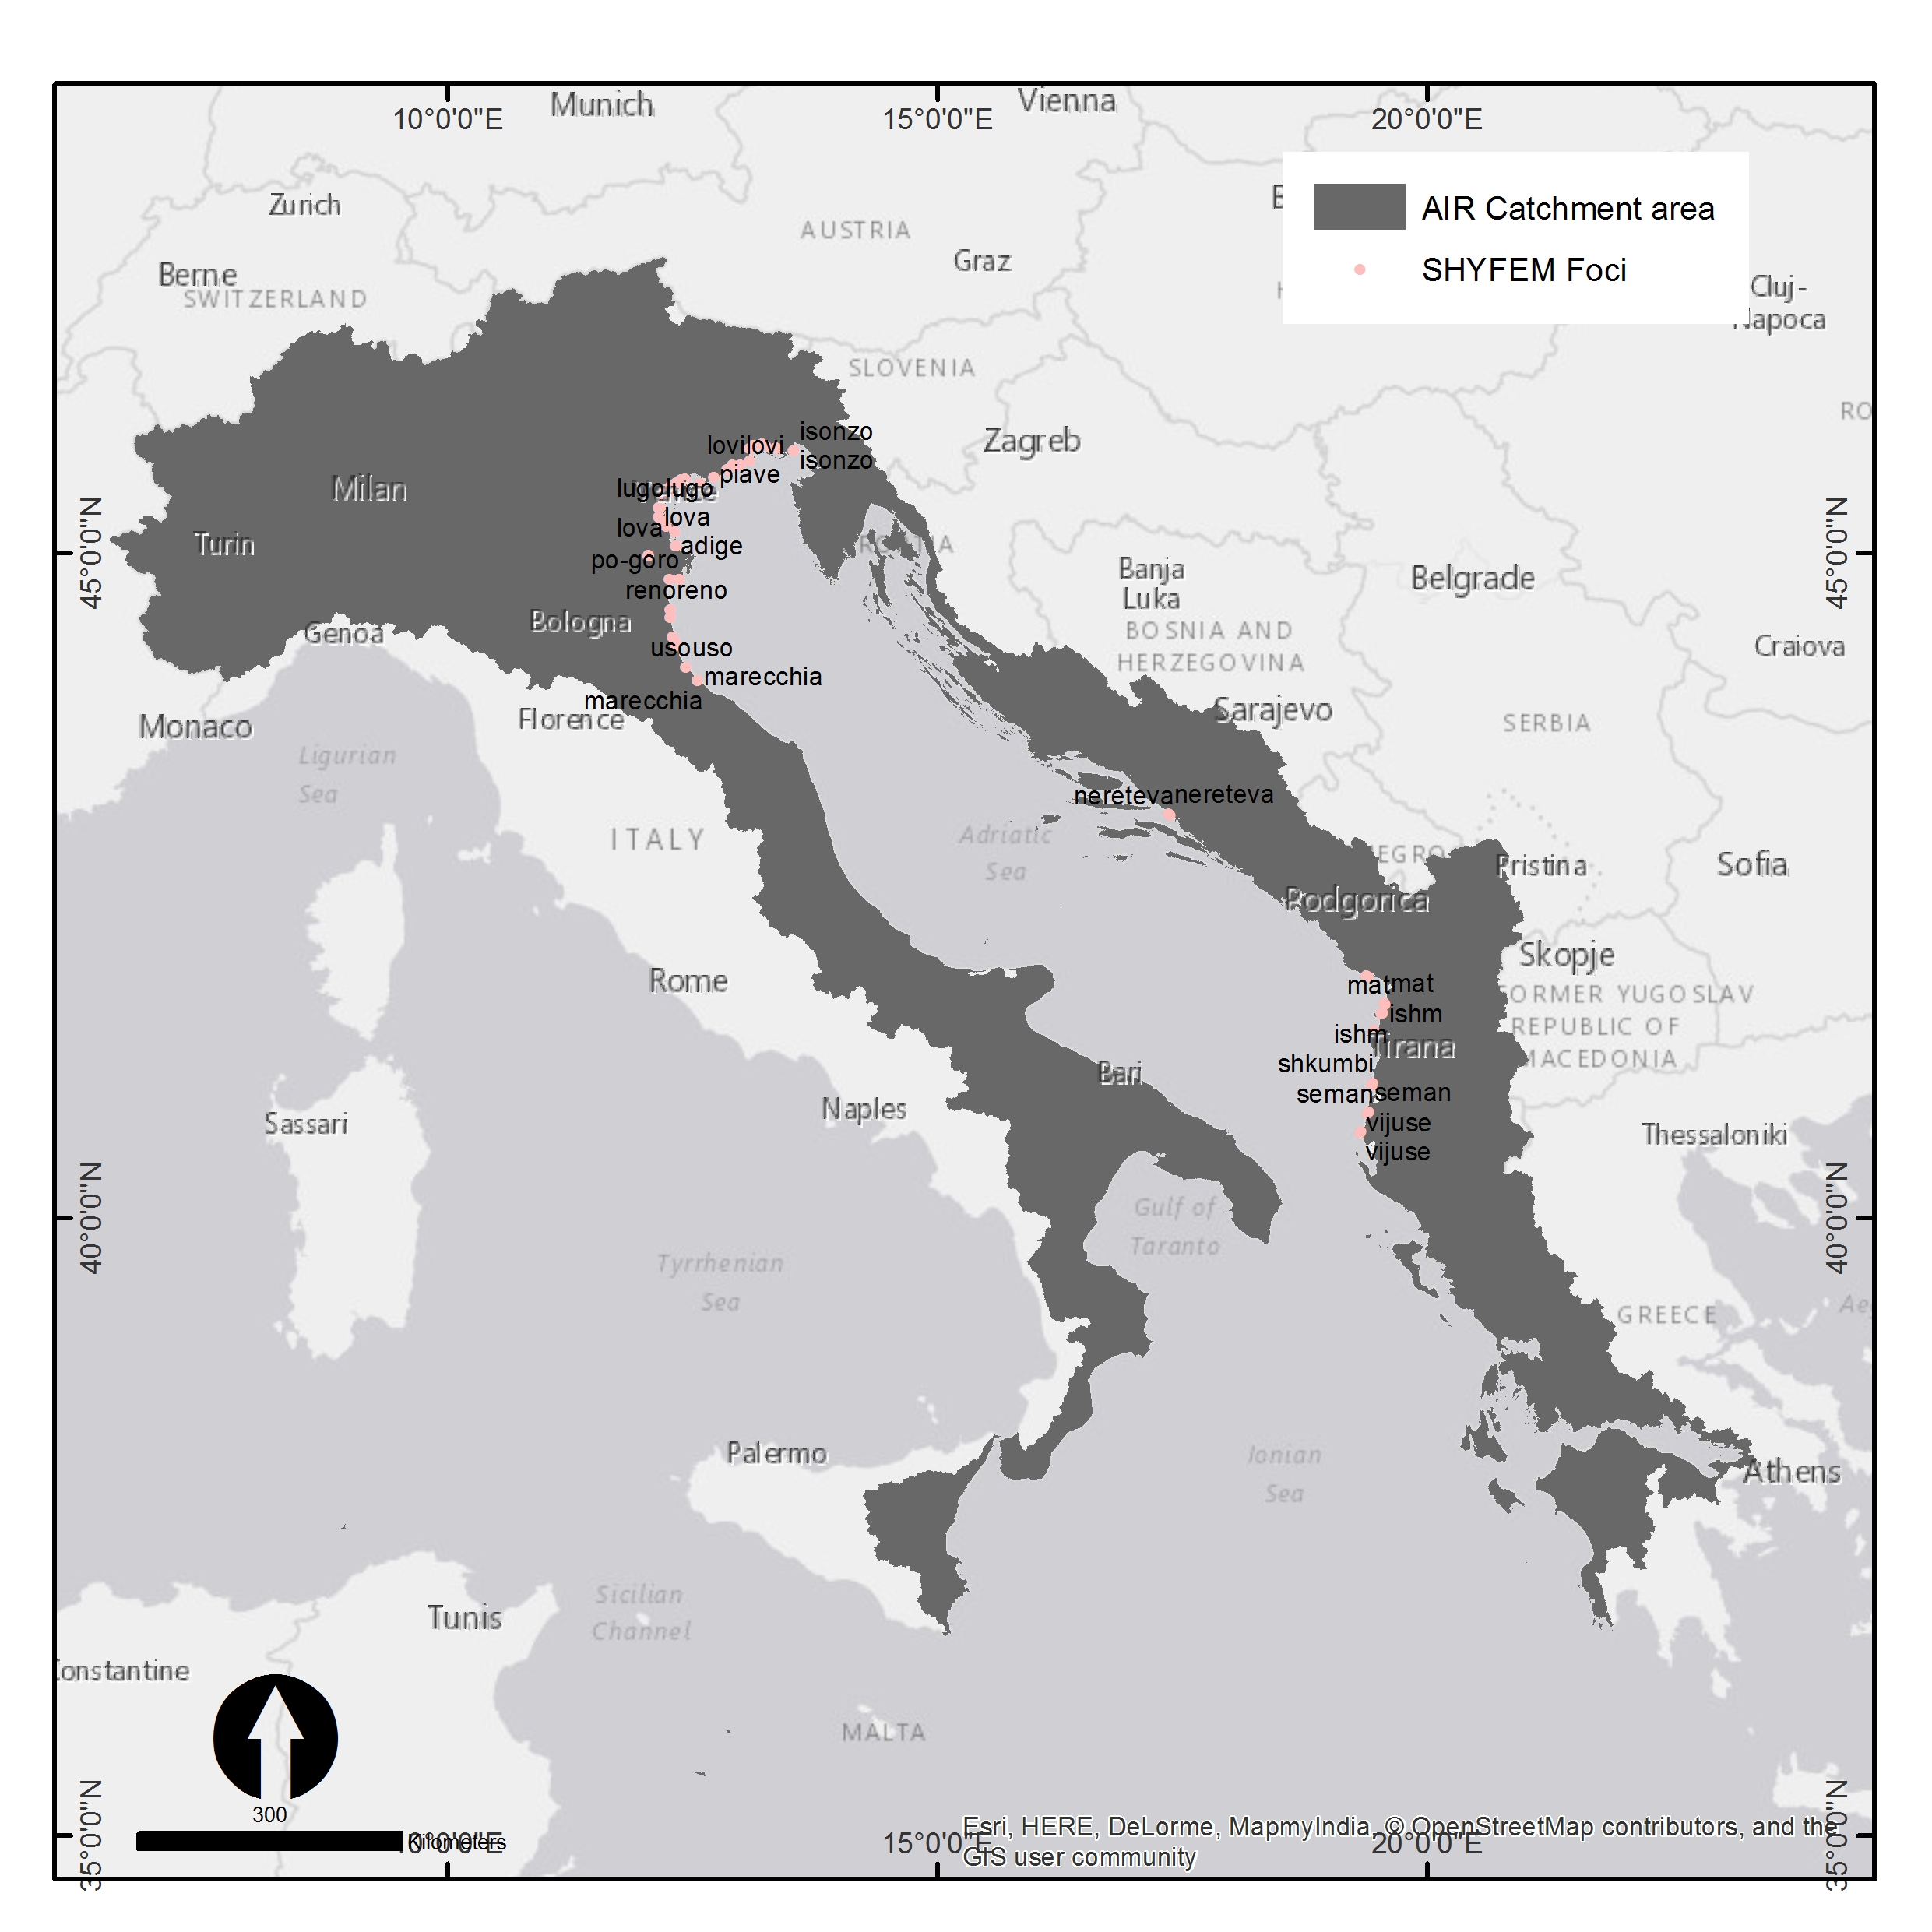 Munich
Vienna
10°0'0"E
15°0'0"E
20°0'0"E
Zurich
AUSTRIA
Graz
Berne
SWITZERLAND
AIR Catchment area
SHYFEM Foci
Cluj-
Napoca
SLOVENIA
RO
Zagreb
isonzo
lovilovi
isonzo
piave
Milan
lugolugo
lova
lova
adige
Turin
po-goro
renoreno
Bologna
Genoa
usouso
marecchia
marecchia
Florence
Monaco
Banja
Luka
BOSNIA AND
HERZEGOVINA
Belgrade
Craiova
Sarajevo
SERBIA
45°0'0"N
45°0'0"N
Ligurian
Sea
ITALY
neretevanereteva
Adriatic
Sea
EGRO
Pristina
Sofia
Podgorica
Skopje
Rome
matmat
ishm
ishm
Tirana
FORMER YUGOSLAV
REPUBLIC OF
MACEDONIA
shkumbi
semanseman
vijuse
vijuse
Bari
Naples
Sassari
Thessaloniki
Gulf of
Taranto
40°0'0"N
40°0'0"N
Tyrrhenian
Sea
GREECE
Ae
Palermo
Ionian
Sea
Athens
Sicilian
Channel
Tunis
Constantine
MALTA
300
Kilometers
10°0'0"E
15°0'0"E
20°0'0"E
35°0'0"N
35°0'0"N
Esri, HERE, DeLorme, MapmyIndia, © OpenStreetMap contributors, and the
GIS user community